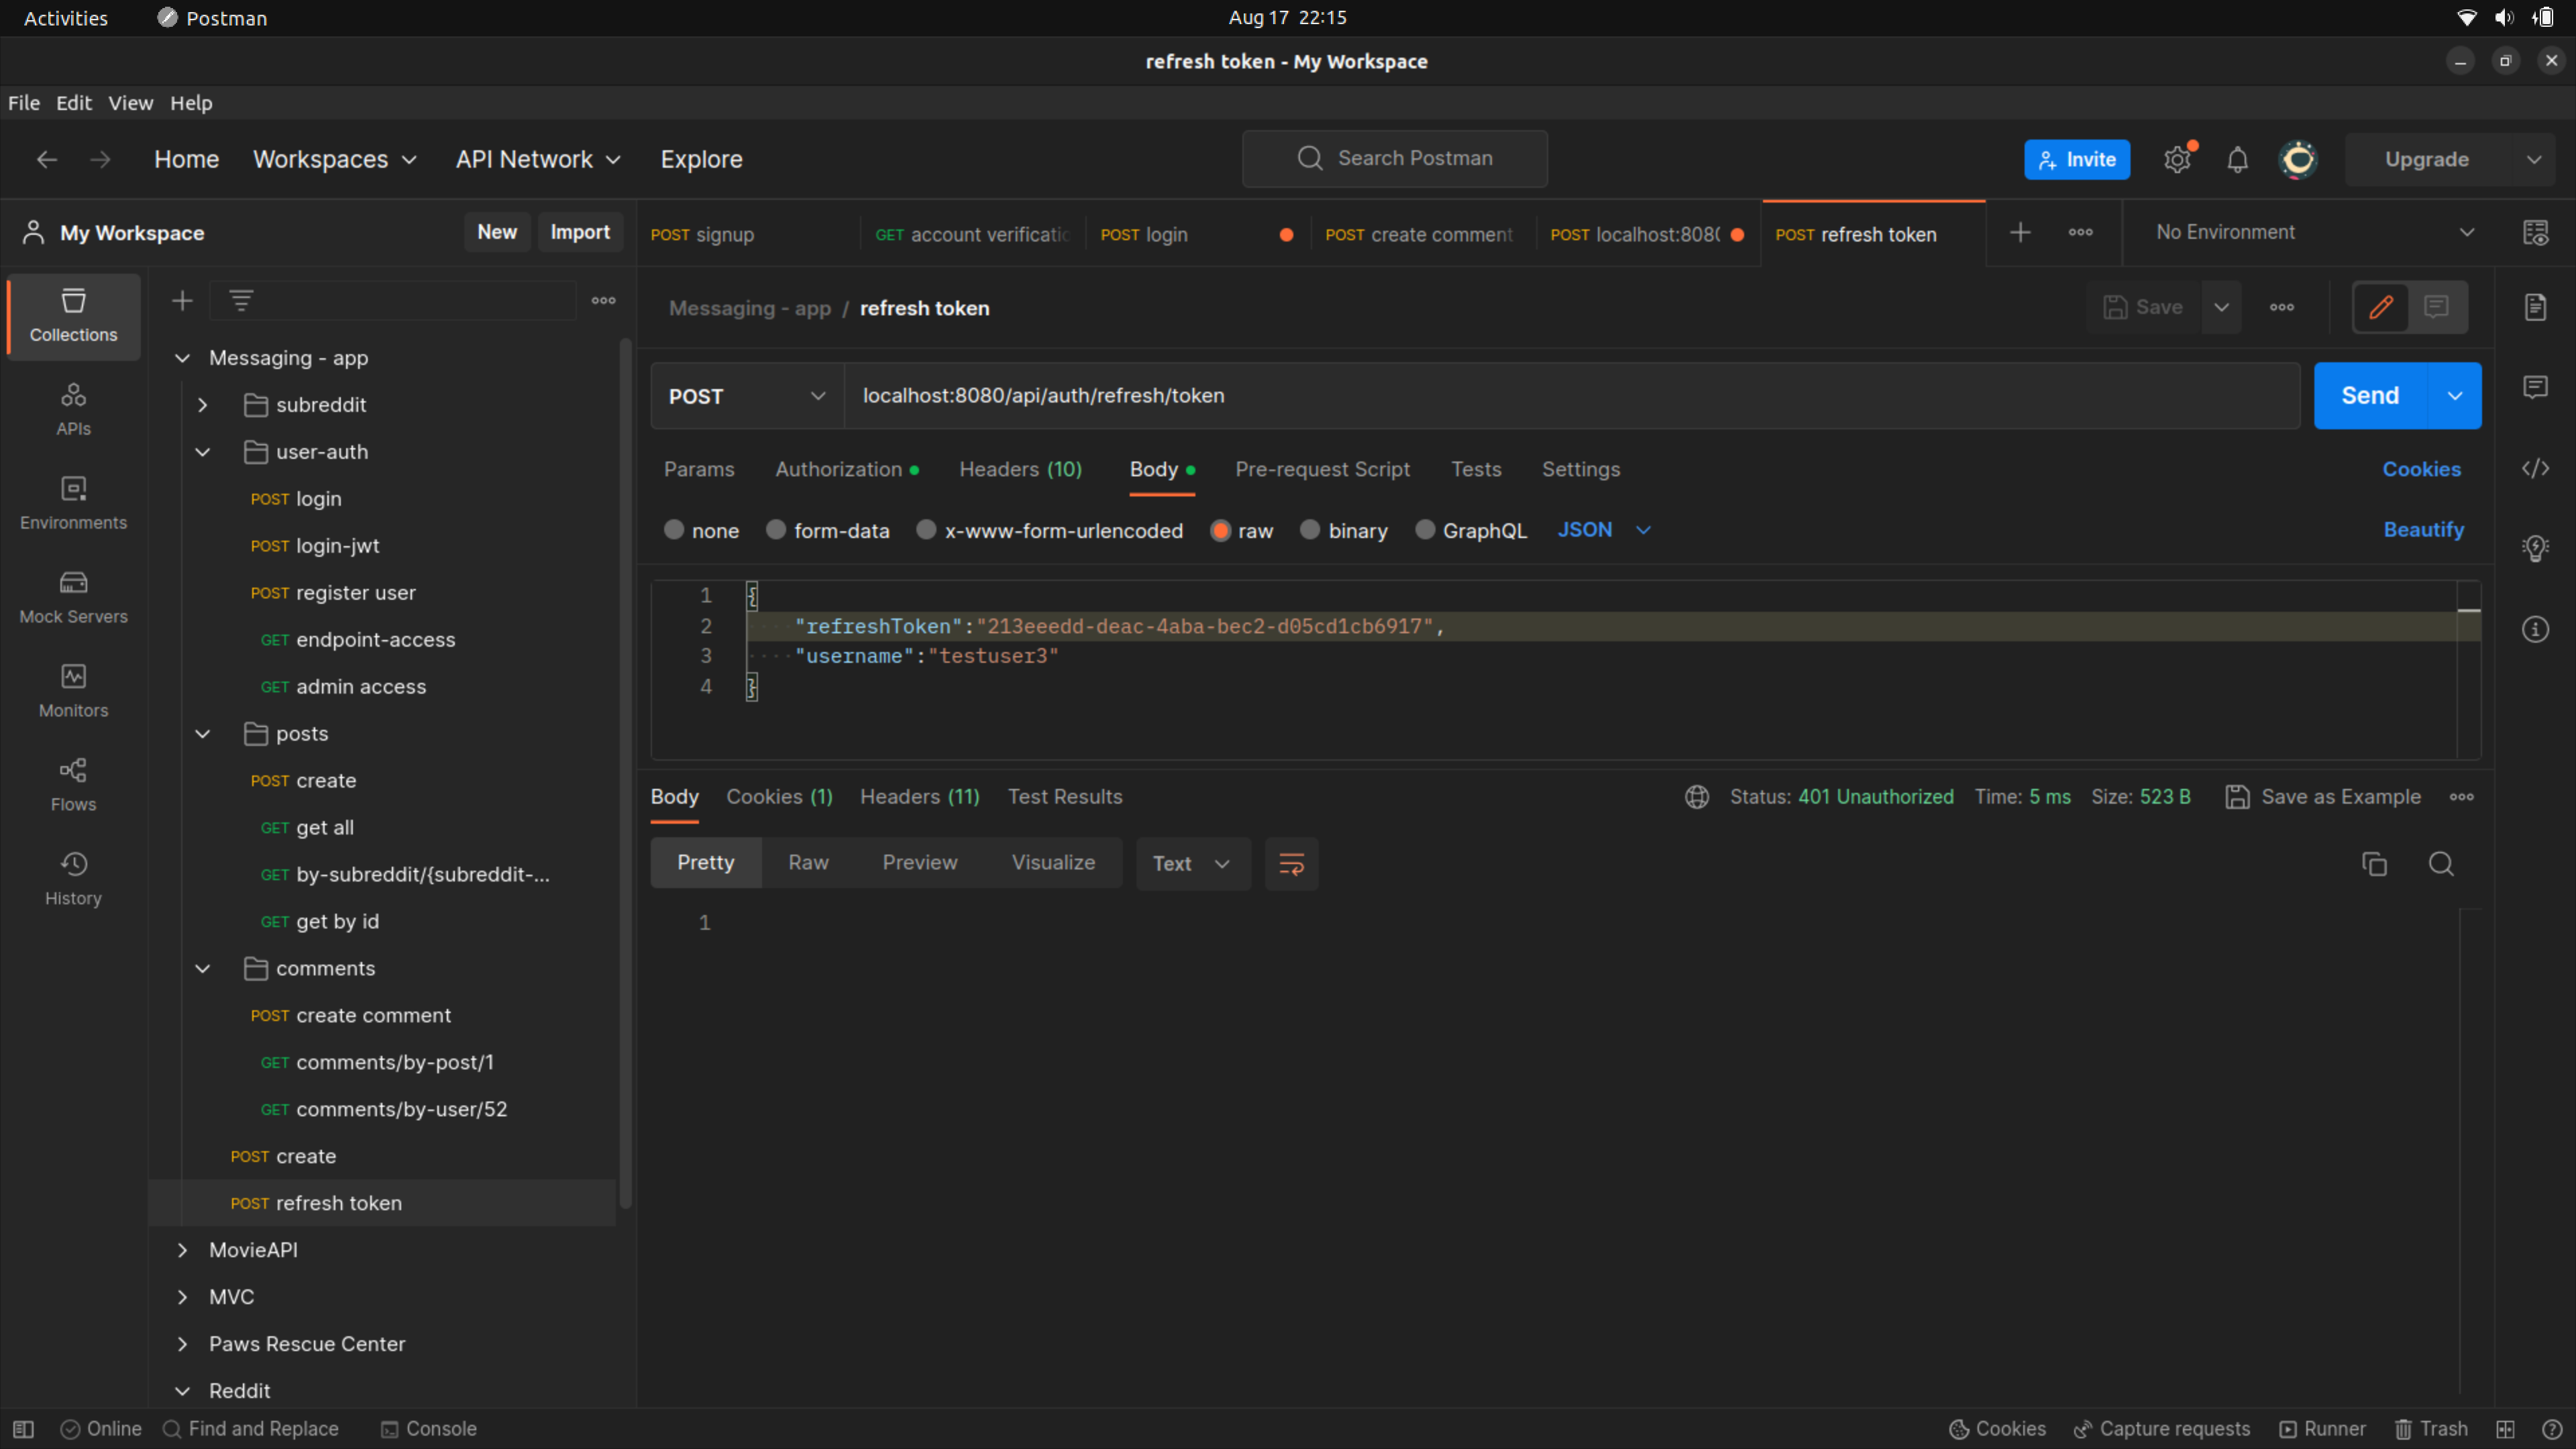 Activities Postman Aug 17 22:15
refresh token - My Workspace
File Edit View Help
Home Workspaces API Network Explore Search Postman Invite Upgrade
My Workspace New Import
POST signup GET account verificatio POST login POST create comment POST localhost:808( POST refresh token No Environment
Collections
APIs
Environments
Mock Servers
Monitors
Flows
History
Messaging - app
subreddit
user-auth
POST login
POST login-jwt
POST register user
GET endpoint-access
GET admin access
posts
POST create
GET get all
GET by-subreddit/{subreddit-...
GET get by id
comments
POST create comment
GET comments/by-post/1
GET comments/by-user/52
POST create
POST refresh token
MovieAPI
MVC
Paws Rescue Center
Reddit
Messaging - app / refresh token Save
POST localhost:8080/api/auth/refresh/token Send
Params Authorization Headers (10) Body Pre-request Script Tests Settings Cookies
none form-data x-www-form-urlencoded raw binary GraphQL JSON Beautify
1 {
2 "refreshToken":"213eeedd-deac-4aba-bec2-d05cd1cb6917",
3 "username":"testuser3"
4 }
Body Cookies (1) Headers (11) Test Results Status: 401 Unauthorized Time: 5 ms Size: 523 B Save as Example
Pretty Raw Preview Visualize Text
1
Online Find and Replace Console Cookies Capture requests Runner Trash